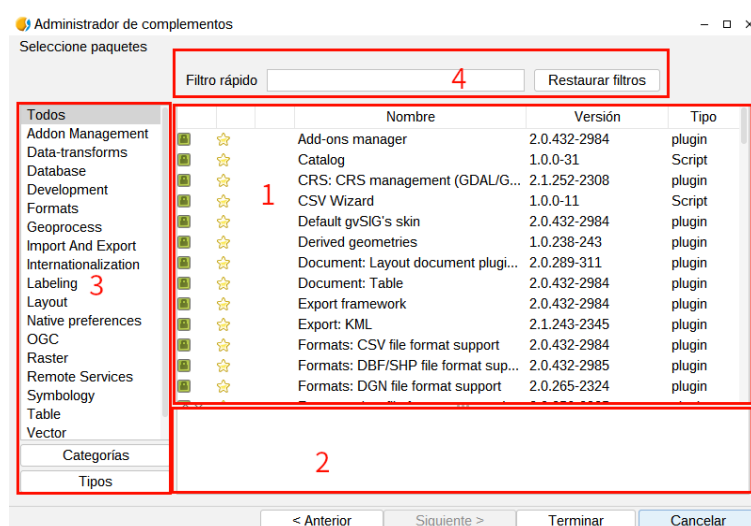 Administrador de complementos
Seleccione paquetes
Filtro rápido 4 Restaurar filtros
Todos
Addon Management
Data-transforms
Database
Development
Formats
Geoprocess
Import And Export
Internationalization
Labeling
3
Layout
Native preferences
OGC
Raster
Remote Services
Symbology
Table
Vector
Categorías
Tipos
Nombre Versión Tipo
Add-ons manager 2.0.432-2984 plugin
Catalog 1.0.0-31 Script
CRS: CRS management (GDAL/G... 2.1.252-2308 plugin
1
CSV Wizard 1.0.0-11 Script
Default gvSIG's skin 2.0.432-2984 plugin
Derived geometries 1.0.238-243 plugin
Document: Layout document plugi... 2.0.289-311 plugin
Document: Table 2.0.432-2984 plugin
Export framework 2.0.432-2984 plugin
Export: KML 2.1.243-2345 plugin
Formats: CSV file format support 2.0.432-2984 plugin
Formats: DBF/SHP file format sup... 2.0.432-2985 plugin
Formats: DGN file format support 2.0.265-2324 plugin
2
< Anterior Siguiente > Terminar Cancelar